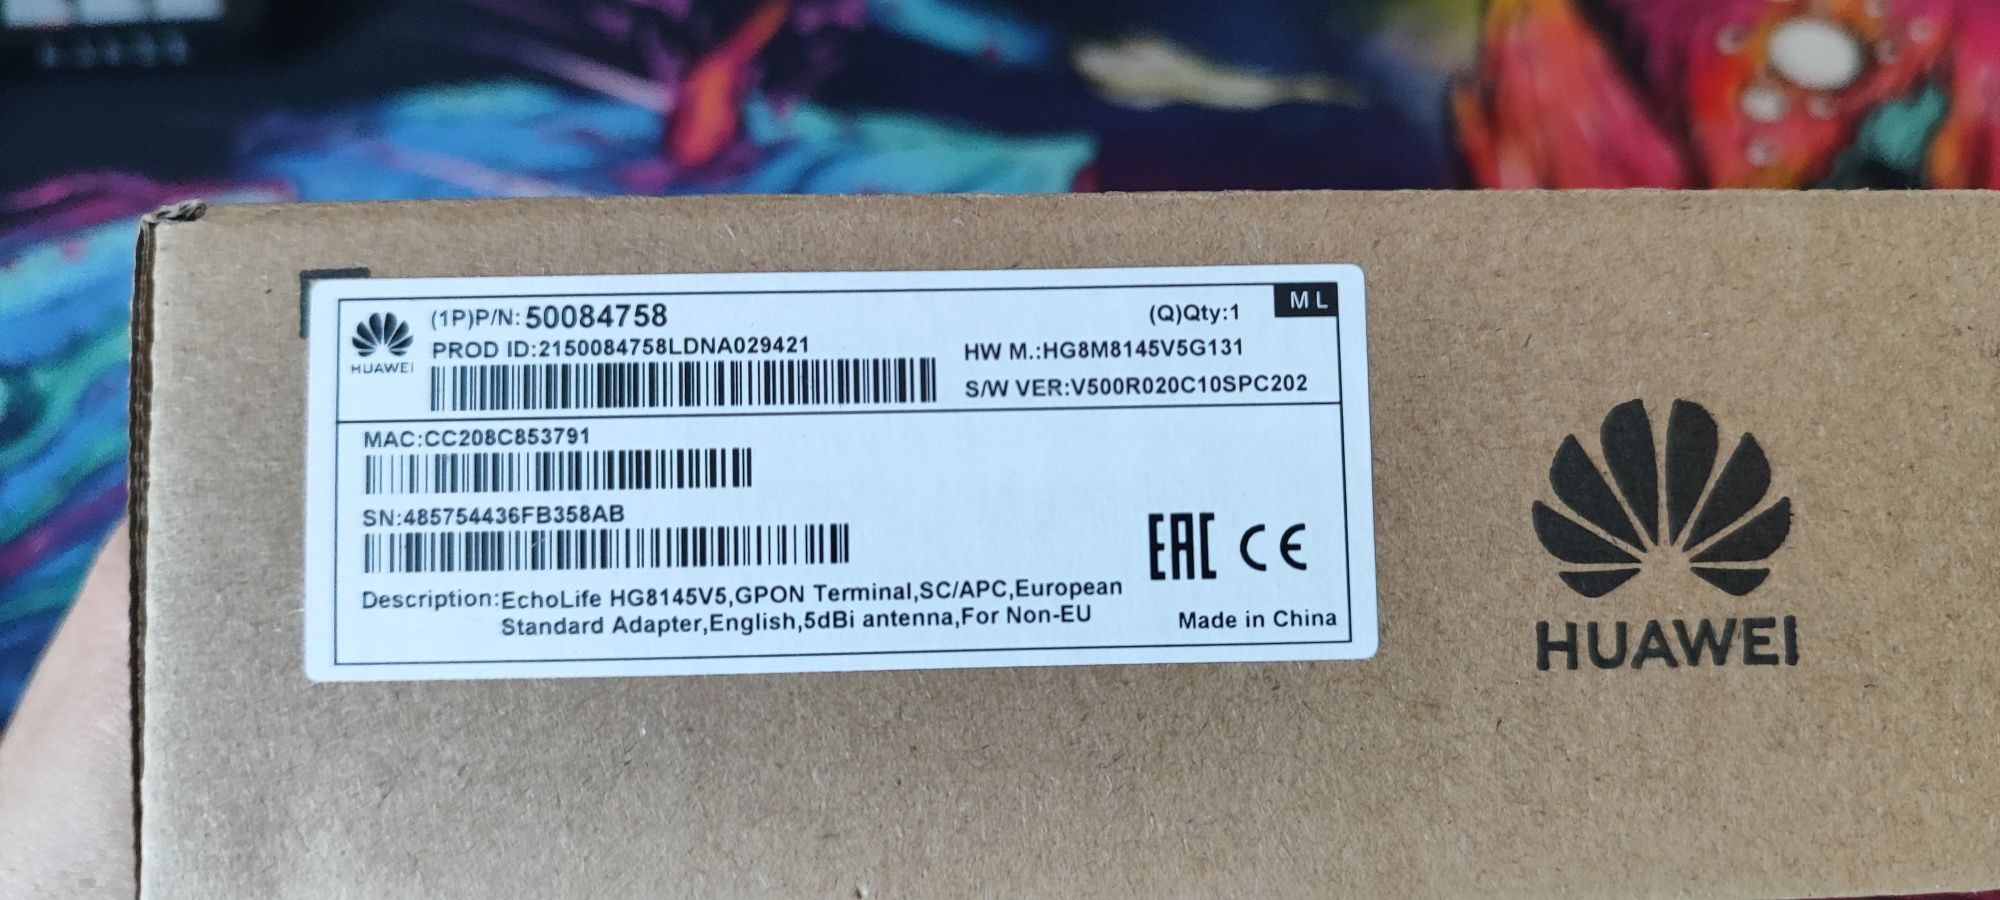 HUAWEI
(1P)P/N: 50084758
(Q)Qty:1
ML
PROD ID:2150084758LDNA029421
HW M.:HG8M8145V5G131
S/W VER:V500R020C10SPC202
MAC:CC208C853791
SN:485754436FB358AB
EAC CE
Description:EchoLife HG8145V5,GPON Terminal,SC/APC,European
Standard Adapter,English,5dBi antenna,For Non-EU
Made in China
HUAWEI